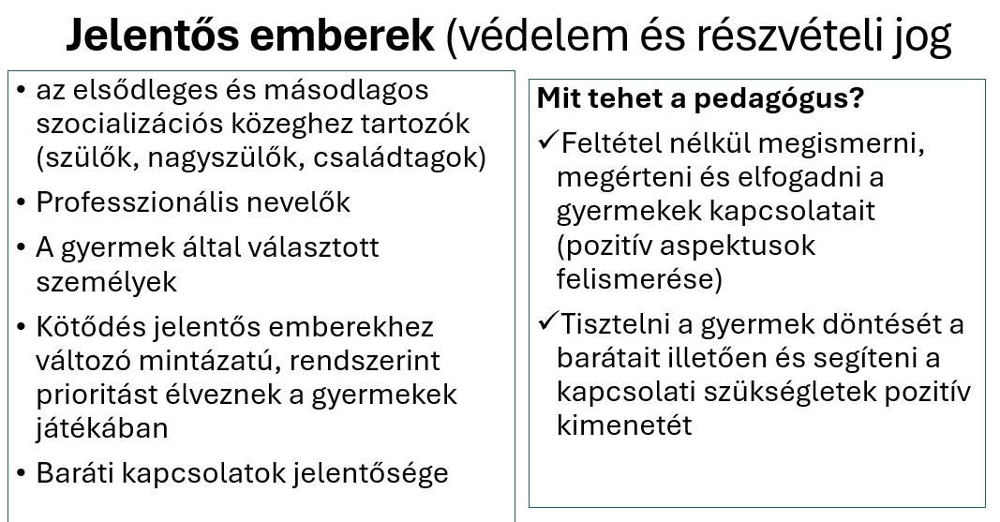 Jelentős emberek (védelem és részvételi jog
• az elsődleges és másodlagos
szocializációs közeghez tartozók
(szülők, nagyszülők, családtagok)
• Professzionális nevelők
• A gyermek által választott
személyek
• Kötődés jelentős emberekhez
változó mintázatú, rendszerint
prioritást élveznek a gyermekek
játékában
• Baráti kapcsolatok jelentősége
Mit tehet a pedagógus?
✓Feltétel nélkül megismerni,
megérteni és elfogadni a
gyermekek kapcsolatait
(pozitív aspektusok
felismerése)
✓Tisztelni a gyermek döntését a
barátait illetően és segíteni a
kapcsolati szükségletek pozitív
kimenetét